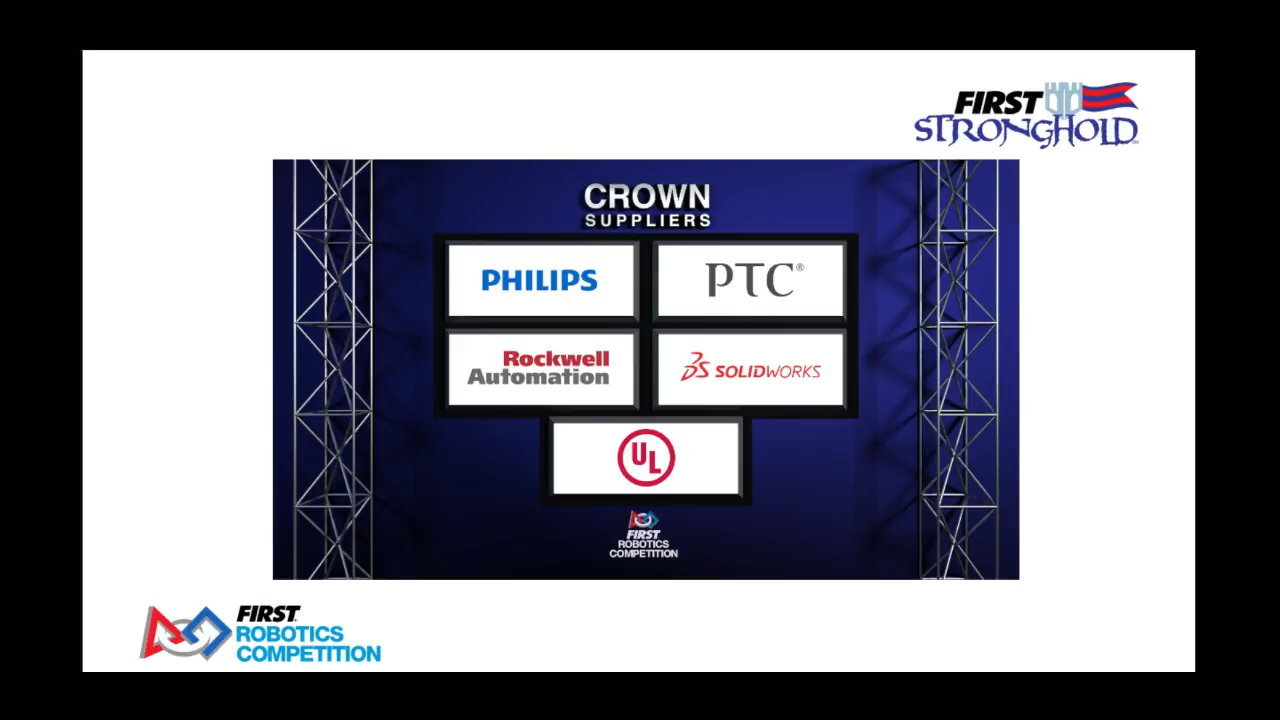 FIRST
STRONGHOLD
CROWN
SUPPLIERS
PHILIPS
PTC®
Rockwell
Automation
SOLIDWORKS
UL
FIRST
ROBOTICS
COMPETITION
FIRST
ROBOTICS
COMPETITION